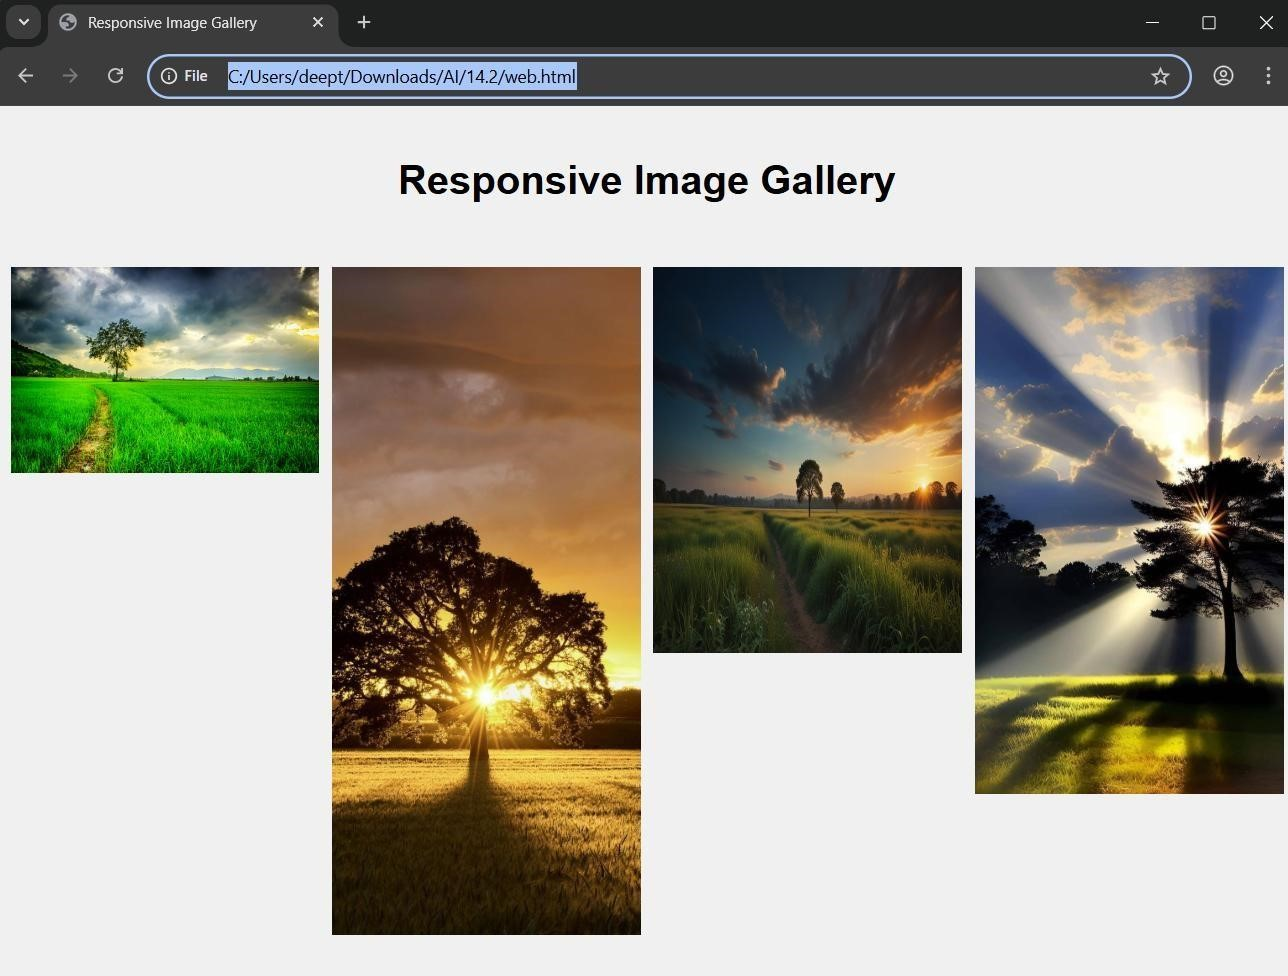 Responsive Image Gallery
File C:/Users/deept/Downloads/AI/14.2/web.html
Responsive Image Gallery